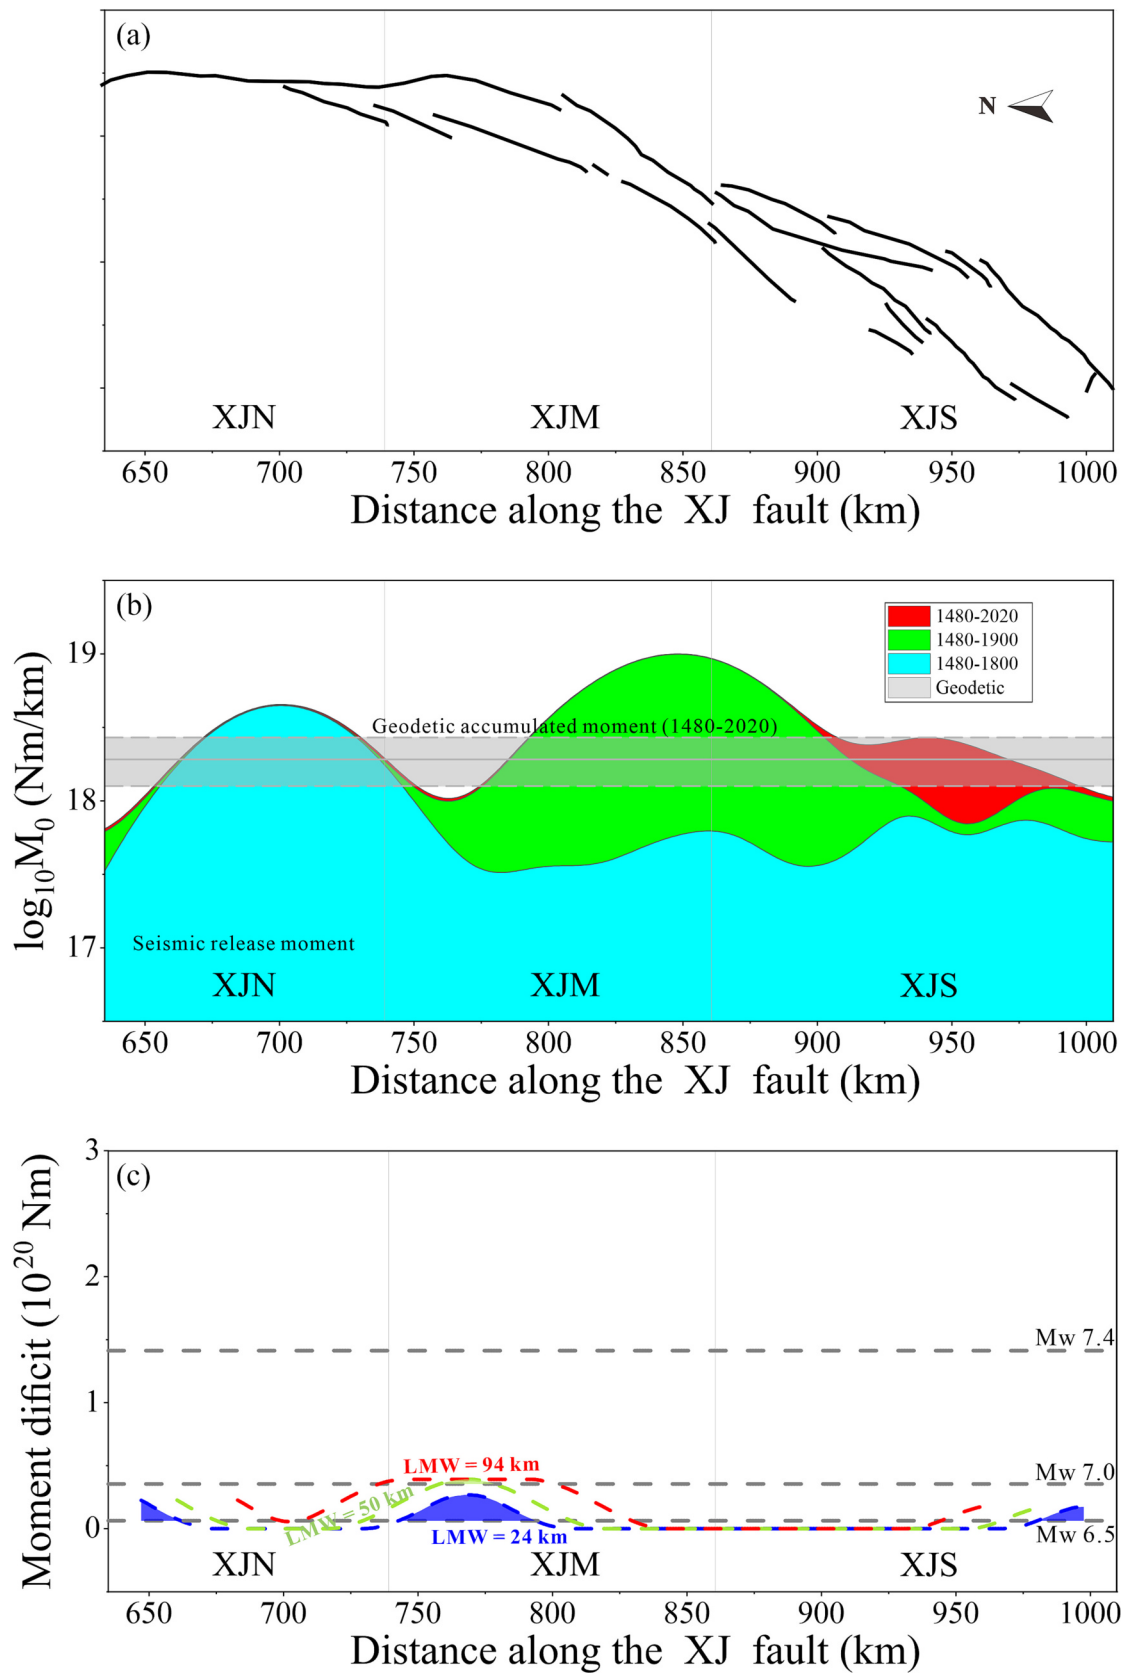 (a)
N
XJN XJM XJS
650 700 750 800 850 900 950 1000
Distance along the XJ fault (km)
(b)
1480-2020
1480-1900
1480-1800
Geodetic
19
18
17
log10M0 (Nm/km)
Geodetic accumulated moment (1480-2020)
Seismic release moment
XJN XJM XJS
650 700 750 800 850 900 950 1000
Distance along the XJ fault (km)
(c)
3
2
1
0
Moment dificit (10^20 Nm)
Mw 7.4
Mw 7.0
Mw 6.5
LMW = 94 km
LMW = 50 km
LMW = 24 km
XJN XJM XJS
650 700 750 800 850 900 950 1000
Distance along the XJ fault (km)